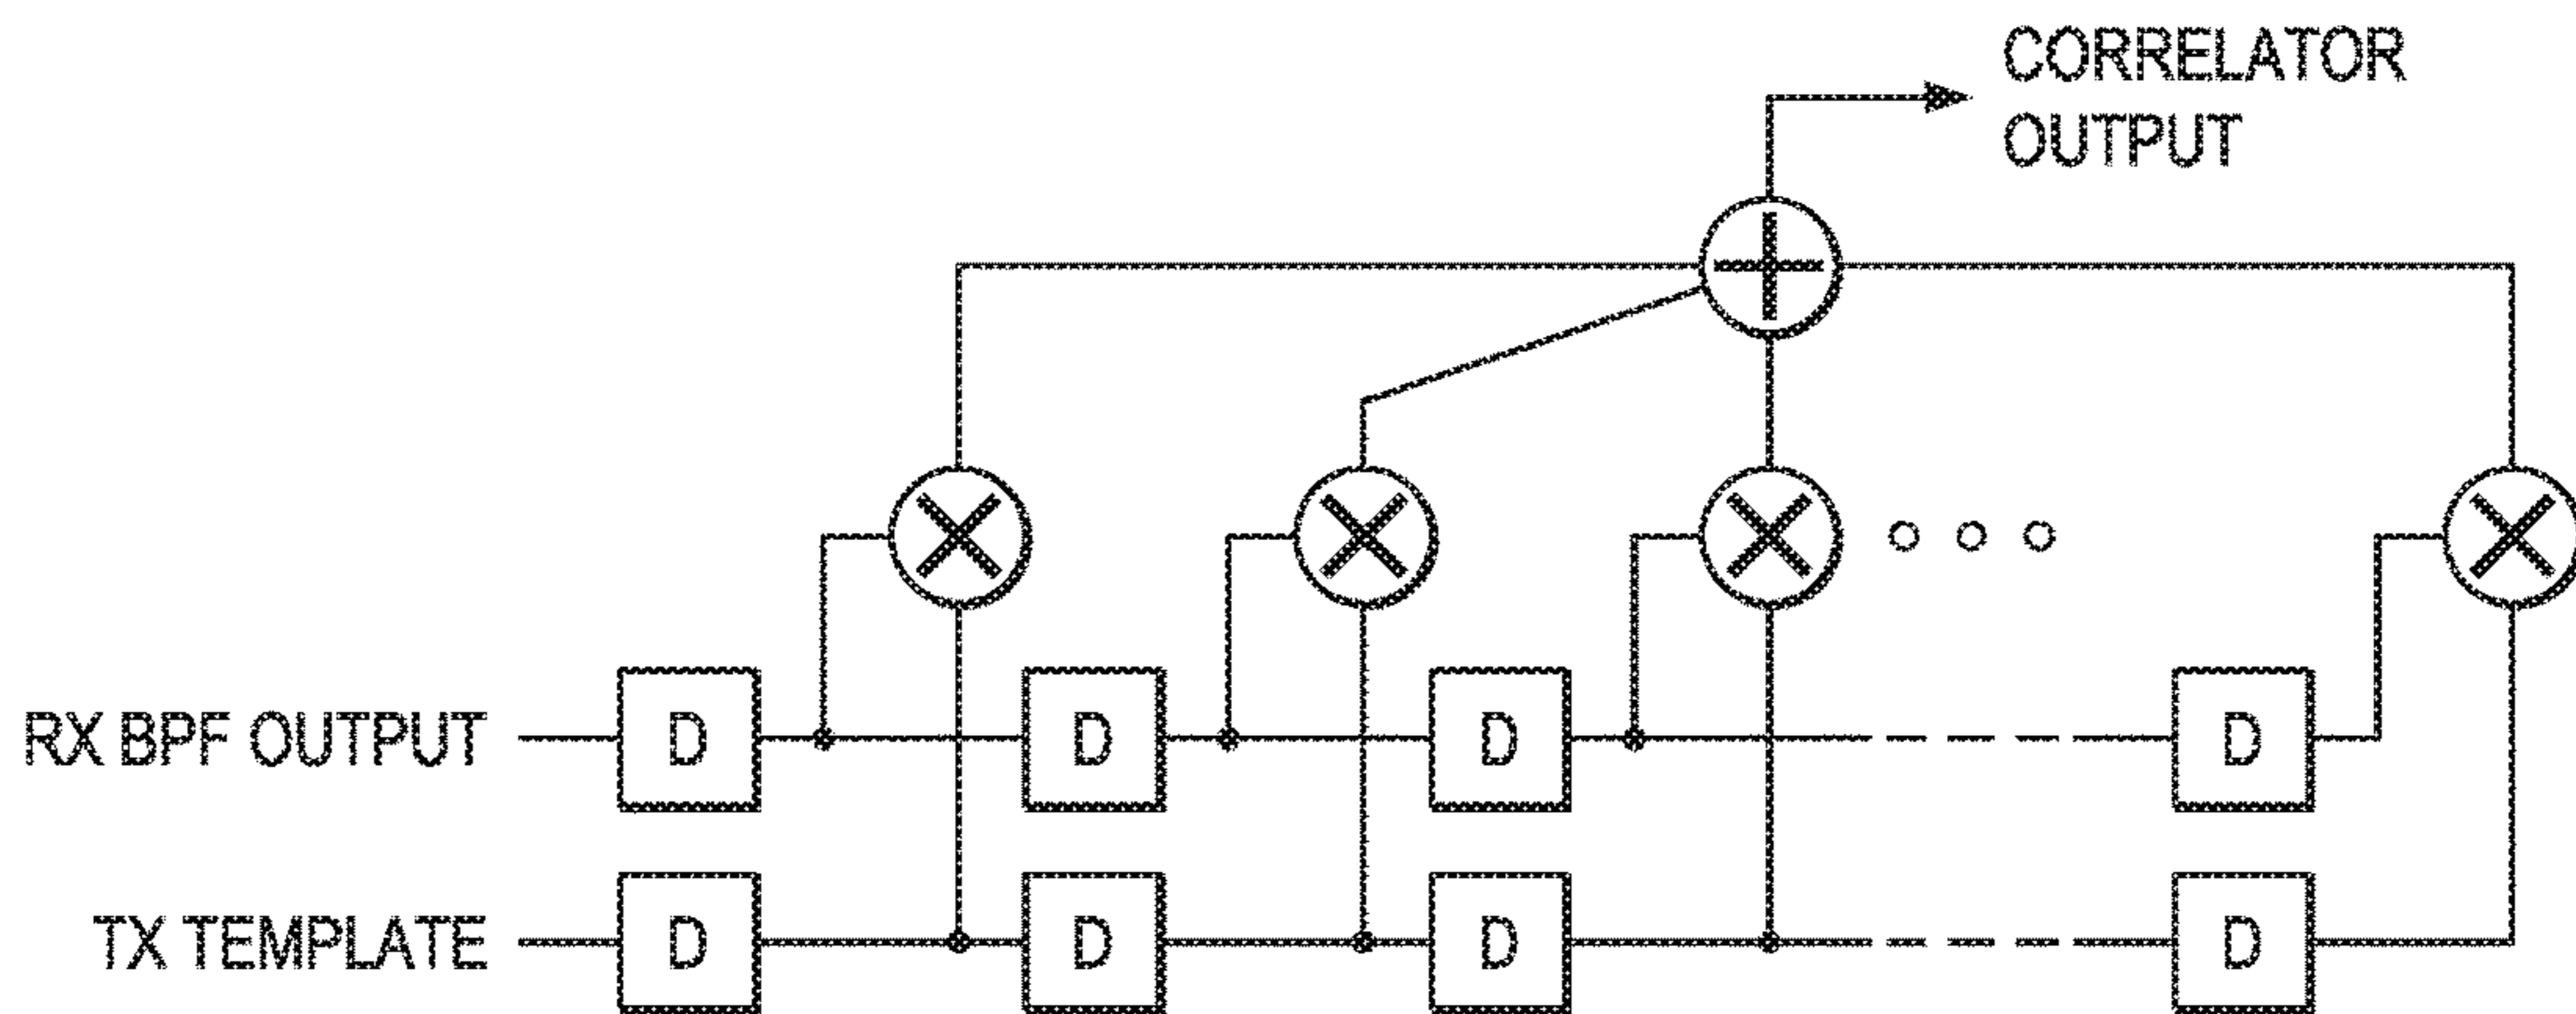 CORRELATOR
OUTPUT
RX BPF OUTPUT
D
D
D
D
TX TEMPLATE
D
D
D
D